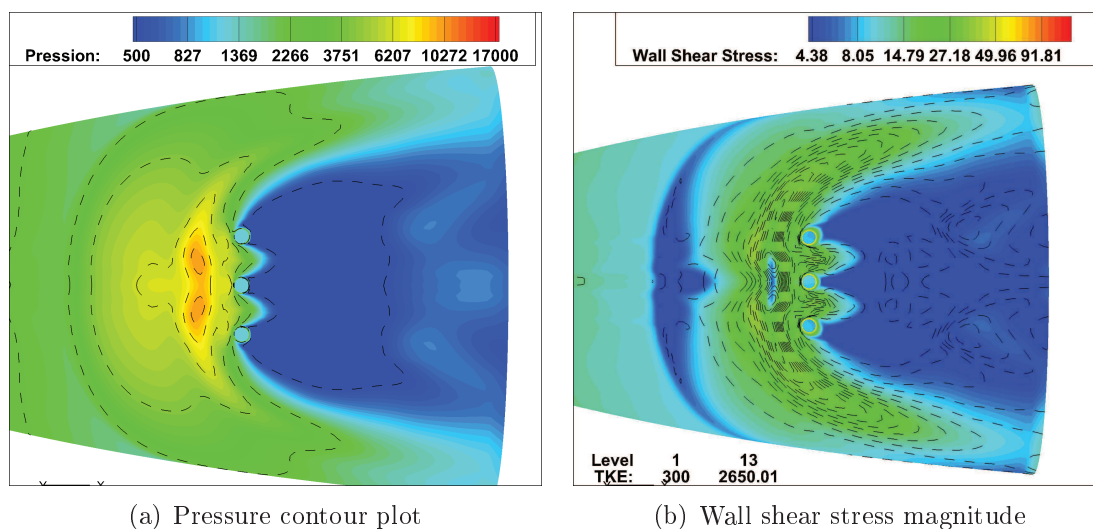 Pression: 500 827 1369 2266 3751 6207 10272 17000
Wall Shear Stress: 4.38 8.05 14.79 27.18 49.96 91.81
Level 1 13
TKE: 300 2650.01
(a) Pressure contour plot
(b) Wall shear stress magnitude